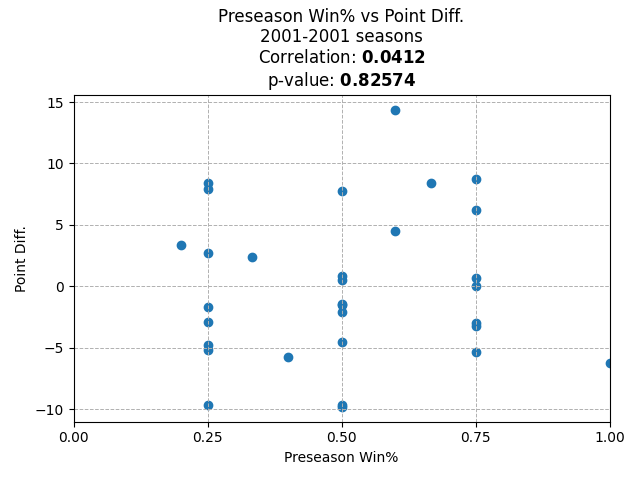 Preseason Win% vs Point Diff.
2001-2001 seasons
Correlation: 0.0412
p-value: 0.82574
15
10
5
0
−5
−10
Point Diff.
0.00 0.25 0.50 0.75 1.00
Preseason Win%